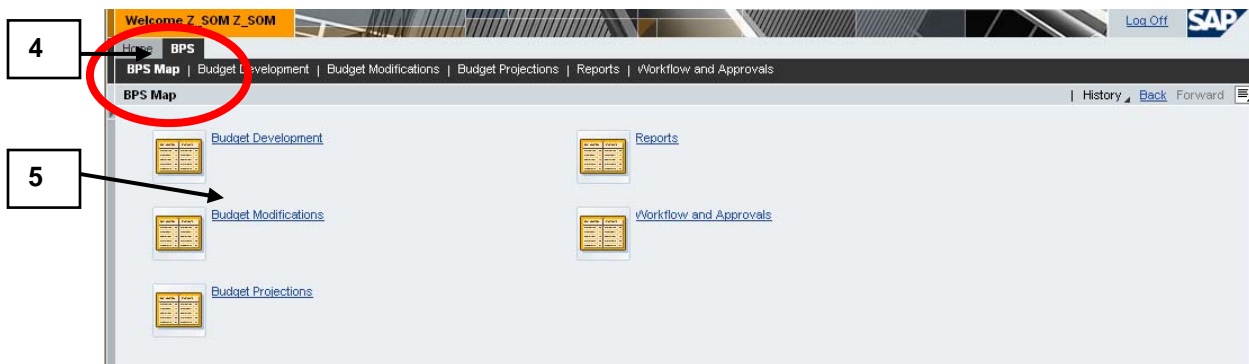 Welcome Z_SOM Z_SOM
Log Off
SAP
4
Home BPS
BPS Map | Budget Development | Budget Modifications | Budget Projections | Reports | Workflow and Approvals
BPS Map
| History Back Forward
Budget Development
Reports
5
Budget Modifications
Workflow and Approvals
Budget Projections